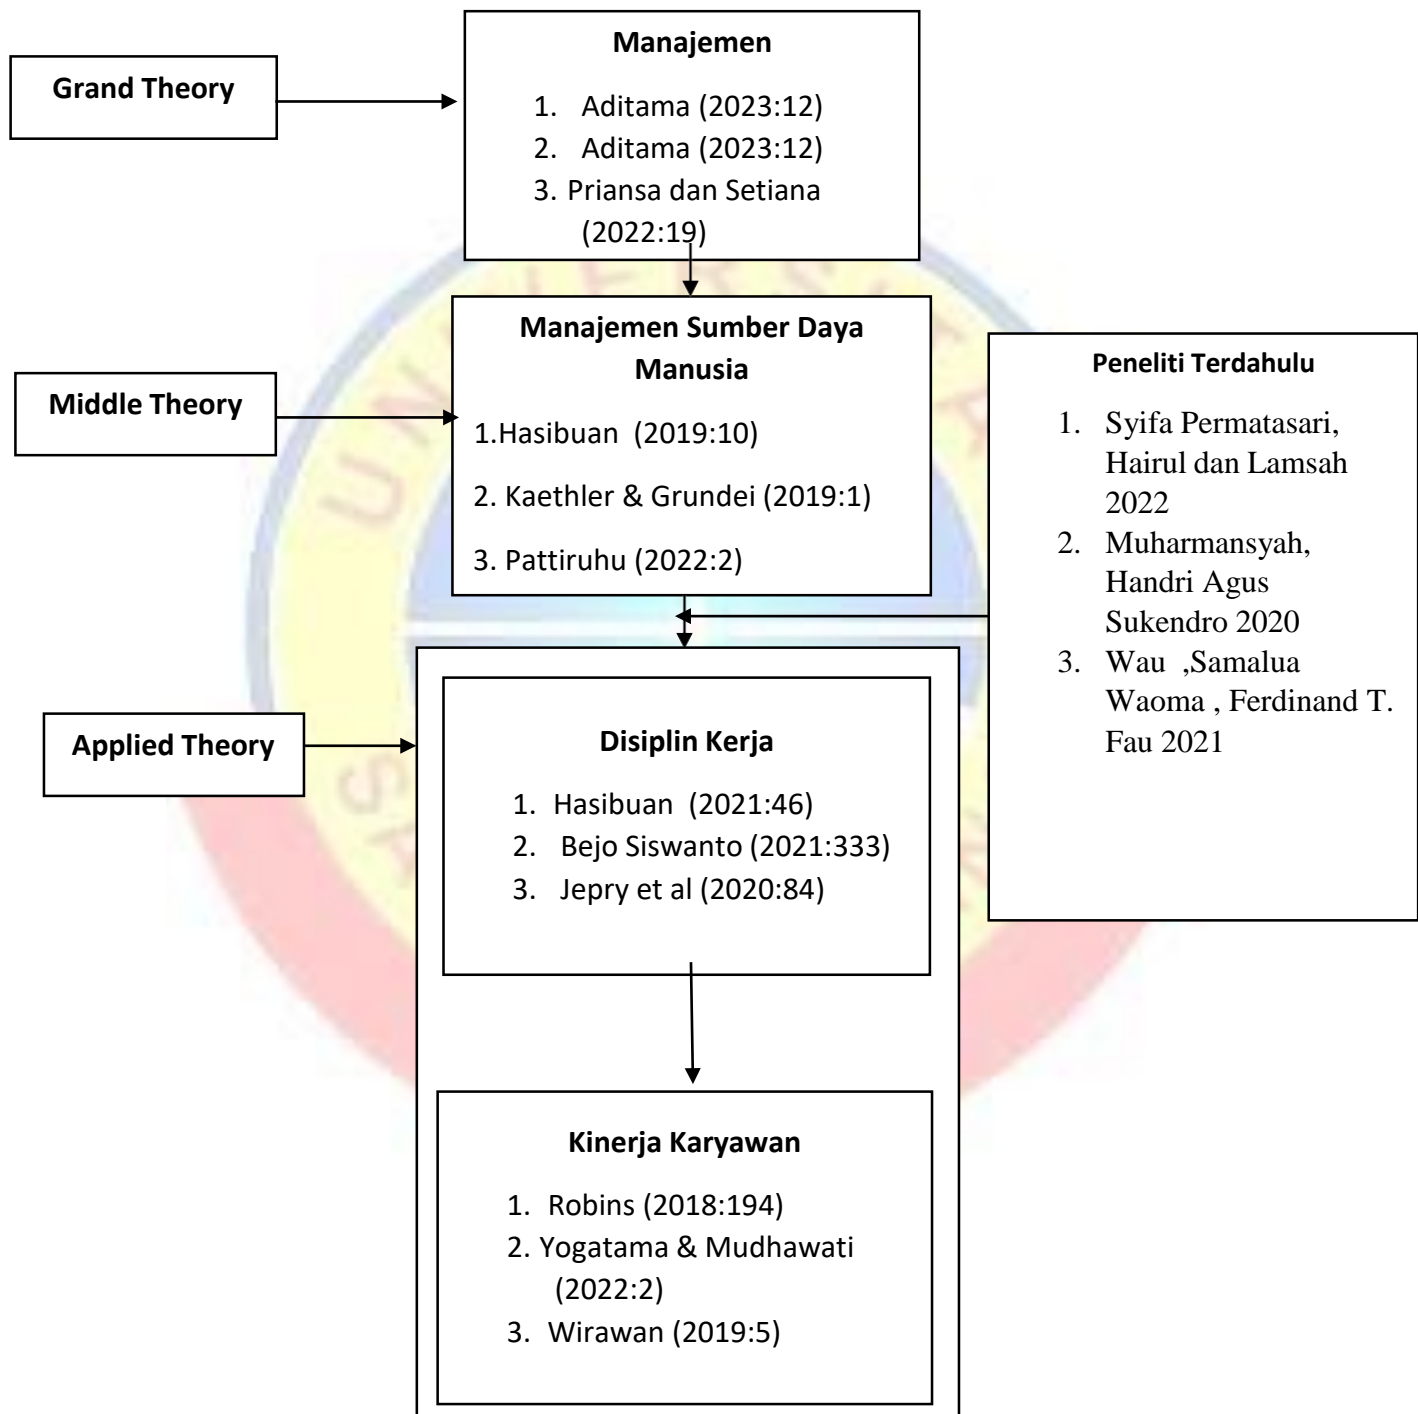 Manajemen
Grand Theory
1. Aditama (2023:12)
2. Aditama (2023:12)
3. Priansa dan Setiana
(2022:19)
Manajemen Sumber Daya
Manusia
Middle Theory
1.Hasibuan (2019:10)
2. Kaethler & Grundei (2019:1)
3. Pattiruhu (2022:2)
Peneliti Terdahulu
1. Syifa Permatasari,
Hairul dan Lamsah
2022
2. Muharmansyah,
Handri Agus
Sukendro 2020
3. Wau ,Samalua
Waoma , Ferdinand T.
Fau 2021
Applied Theory
Disiplin Kerja
1. Hasibuan (2021:46)
2. Bejo Siswanto (2021:333)
3. Jepry et al (2020:84)
Kinerja Karyawan
1. Robins (2018:194)
2. Yogatama & Mudhawati
(2022:2)
3. Wirawan (2019:5)